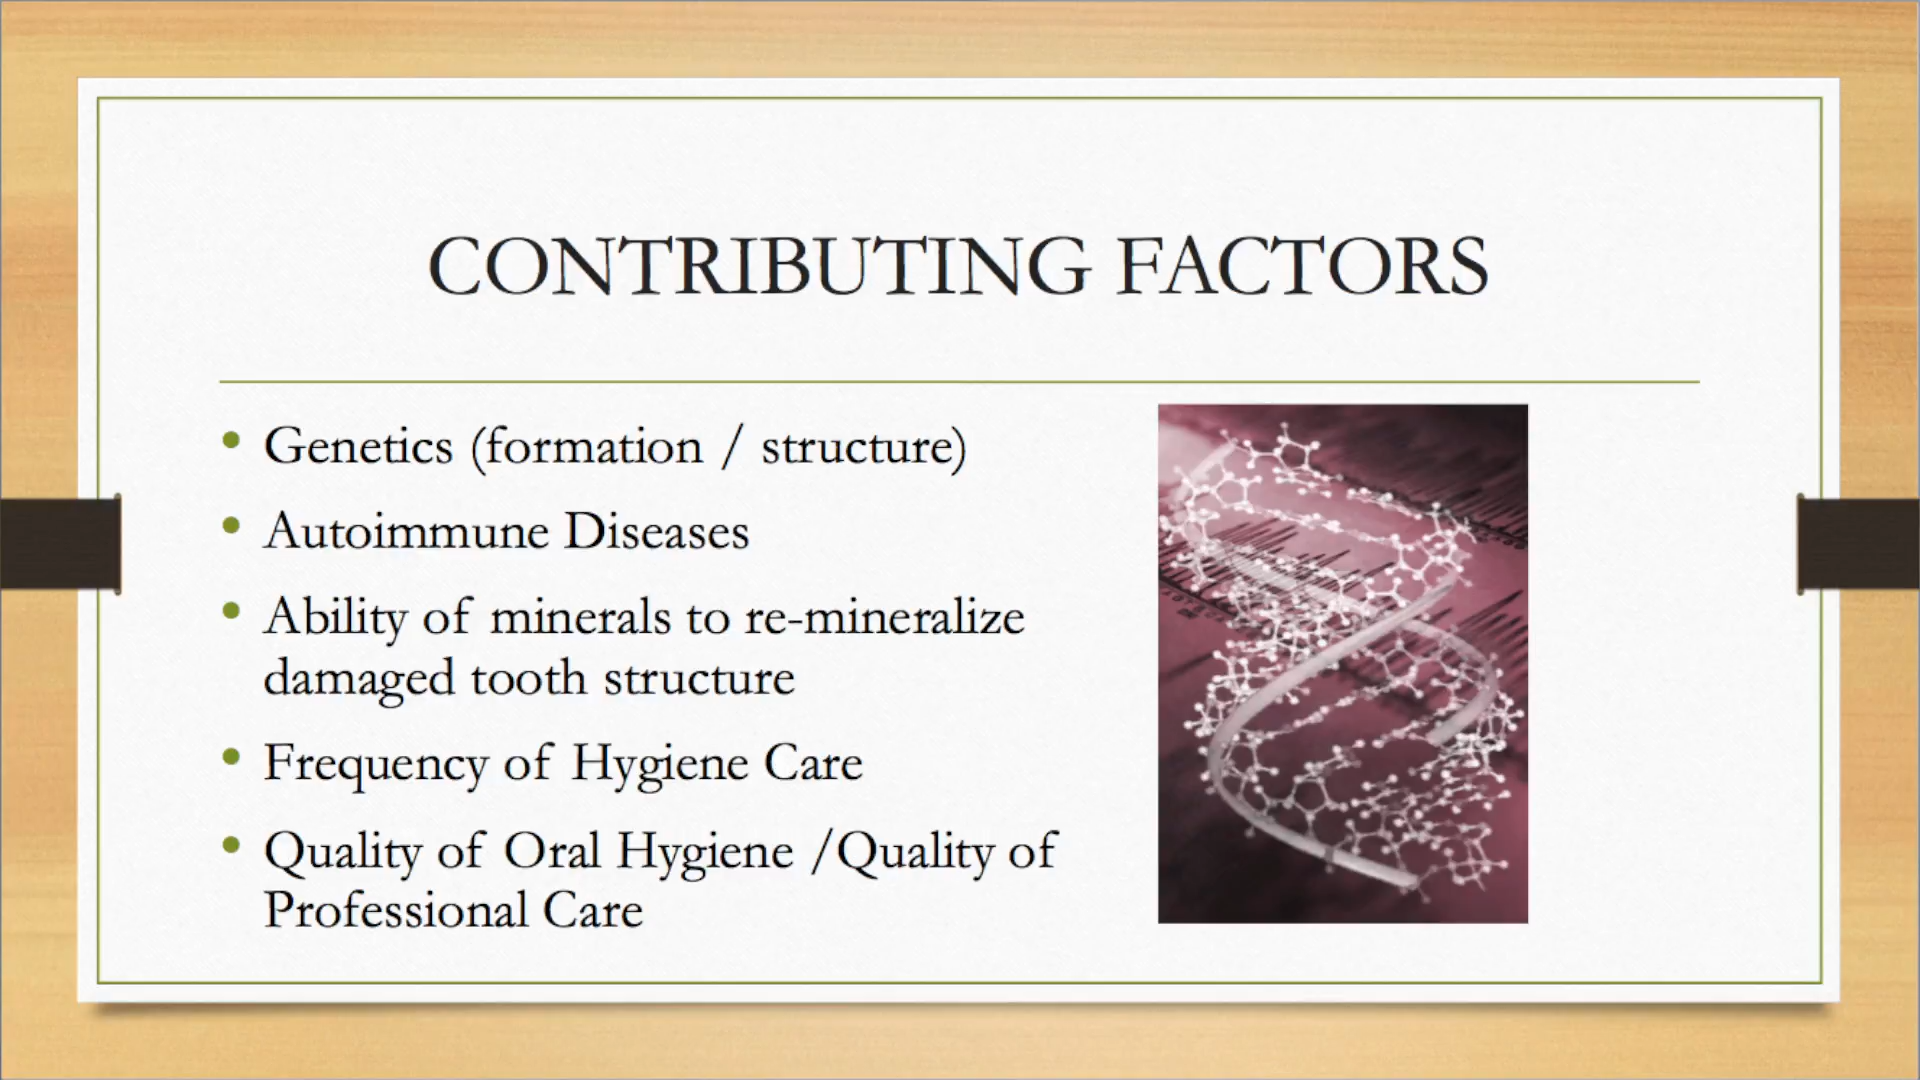 CONTRIBUTING FACTORS
• Genetics (formation / structure)
• Autoimmune Diseases
• Ability of minerals to re-mineralize
damaged tooth structure
• Frequency of Hygiene Care
• Quality of Oral Hygiene /Quality of
Professional Care